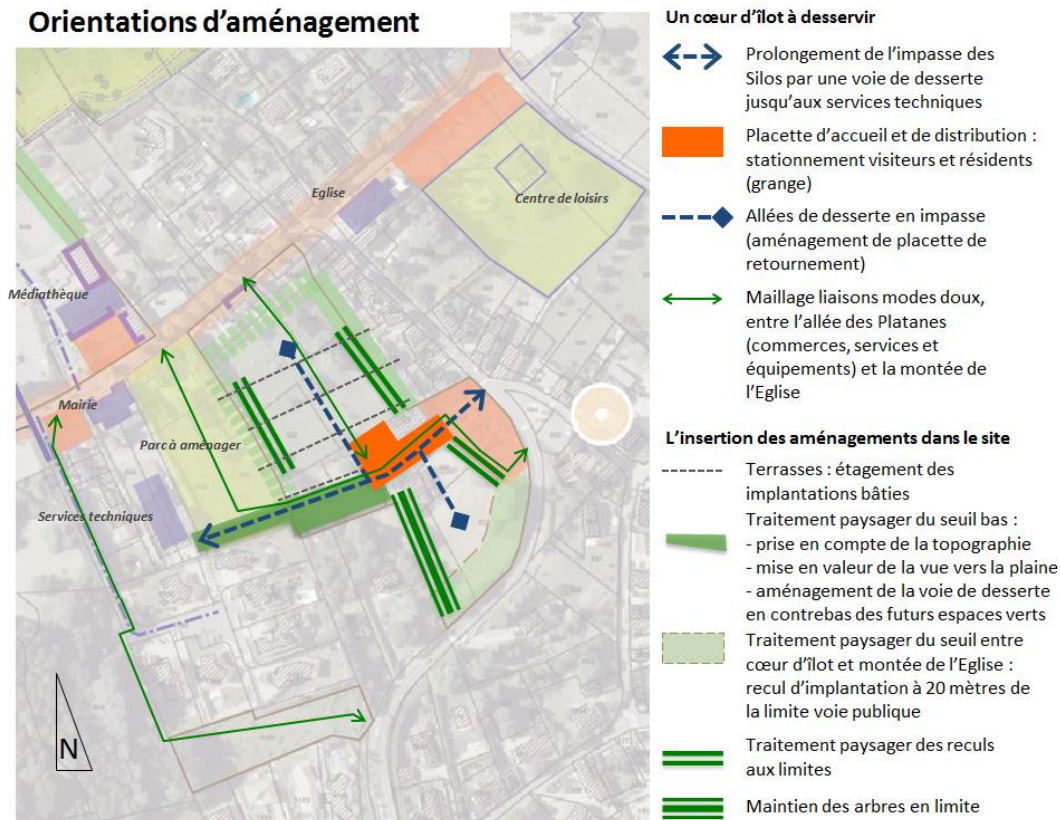 Orientations d’aménagement
Eglise
Centre de loisirs
Médiathèque
Mairie
Parc à aménager
Services techniques
N
Un cœur d’îlot à desservir
Prolongement de l’impasse des
Silos par une voie de desserte
jusqu’aux services techniques
Placette d’accueil et de distribution :
stationnement visiteurs et résidents
(grange)
Allées de desserte en impasse
(aménagement de placette de
retournement)
Maillage liaisons modes doux,
entre l’allée des Platanes
(commerces, services et
équipements) et la montée de
l’Eglise
L’insertion des aménagements dans le site
Terrasses : étagement des
implantations bâties
Traitement paysager du seuil bas :
- prise en compte de la topographie
- mise en valeur de la vue vers la plaine
- aménagement de la voie de desserte
en contrebas des futurs espaces verts
Traitement paysager du seuil entre
cœur d’îlot et montée de l’Eglise :
recul d’implantation à 20 mètres de
la limite voie publique
Traitement paysager des reculs
aux limites
Maintien des arbres en limite